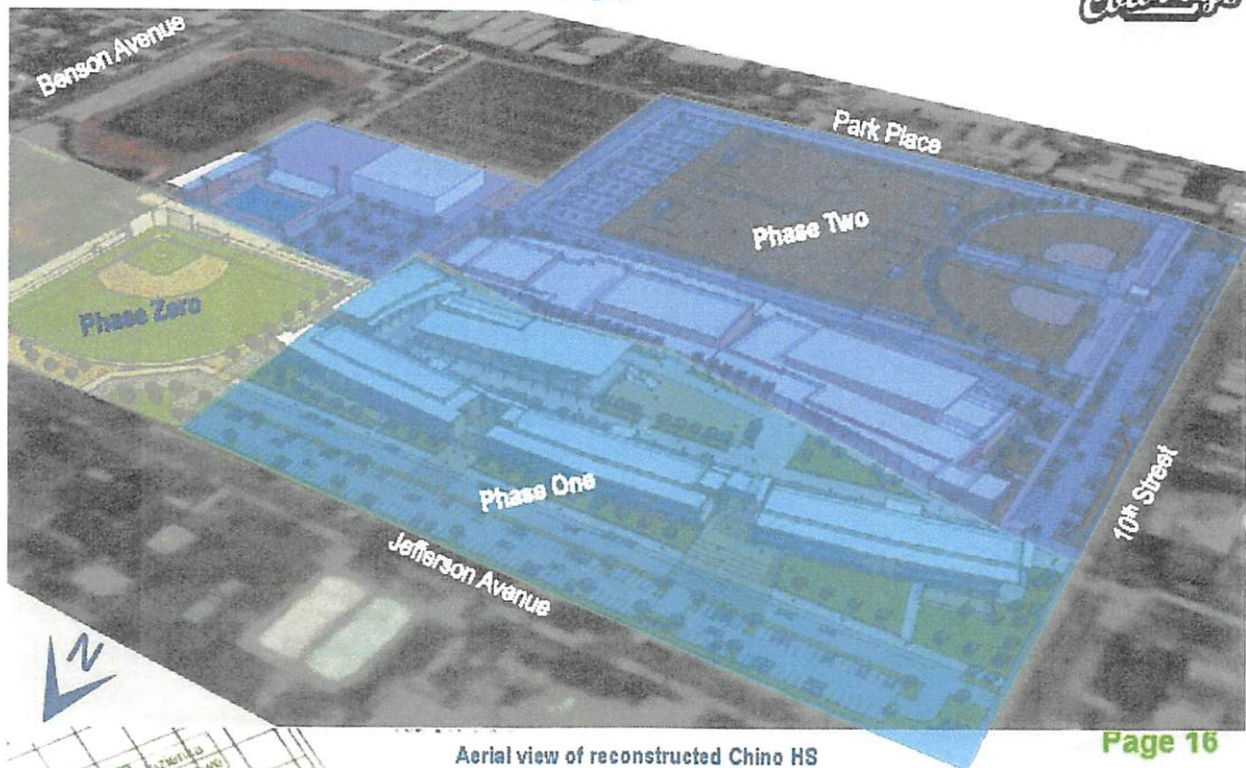 Benson Avenue
Park Place
Phase Two
Phase Zero
Phase One
Jefferson Avenue
10th Street
N
Aerial view of reconstructed Chino HS
Page 16